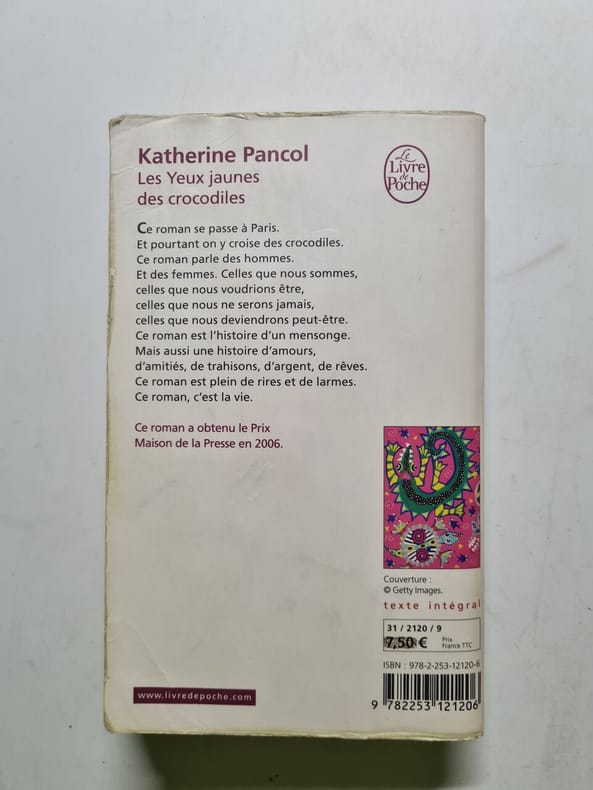 Katherine Pancol
Les Yeux jaunes
des crocodiles
Le
Livre
de
Poche
Ce roman se passe à Paris.
Et pourtant on y croise des crocodiles.
Ce roman parle des hommes.
Et des femmes. Celles que nous sommes,
celles que nous voudrions être,
celles que nous ne serons jamais,
celles que nous deviendrons peut-être.
Ce roman est l'histoire d'un mensonge.
Mais aussi une histoire d'amours,
d'amitiés, de trahisons, d'argent, de rêves.
Ce roman est plein de rires et de larmes.
Ce roman, c'est la vie.
Ce roman a obtenu le Prix
Maison de la Presse en 2006.
Couverture :
© Getty Images.
texte intégral
31 / 2120 / 9
7,50 €
Prix
France TTC
ISBN : 978-2-253-12120-6
9 782253 121206
www.livredepoche.com